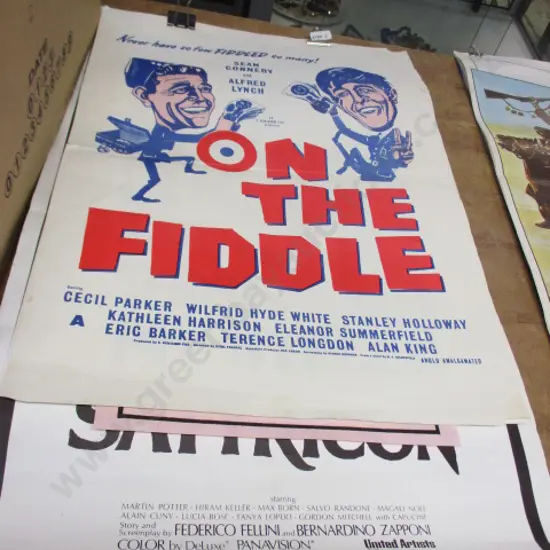 Never have so few FIDDLED so many!
SEAN
CONNERY
AND
ALFRED
LYNCH
ON
THE
FIDDLE
Starring
CECIL PARKER WILFRID HYDE WHITE STANLEY HOLLOWAY
KATHLEEN HARRISON ELEANOR SUMMERFIELD
A
ERIC BARKER TERENCE LONGDON ALAN KING
ANGLO AMALGAMATED
SATYRICON
starring
MARTIN POTTER · HIRAM KELLER · MAX BORN · SALVO RANDONE · MAGALI NOEL
ALAIN CUNY · LUCIA BOSÉ · TANYA LOPERT · GORDON MITCHELL with CAPUCINE
Story and
Screenplay by FEDERICO FELLINI and BERNARDINO ZAPPONI
COLOR by DeLuxe PANAVISION United Artists
DATE